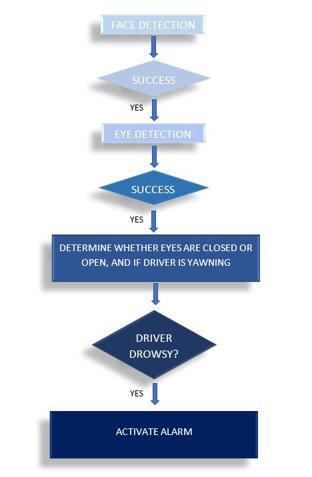 FACE DETECTION
SUCCESS
YES
EYE DETECTION
SUCCESS
YES
DETERMINE WHETHER EYES ARE CLOSED OR
OPEN, AND IF DRIVER IS YAWNING
DRIVER
DROWSY?
YES
ACTIVATE ALARM